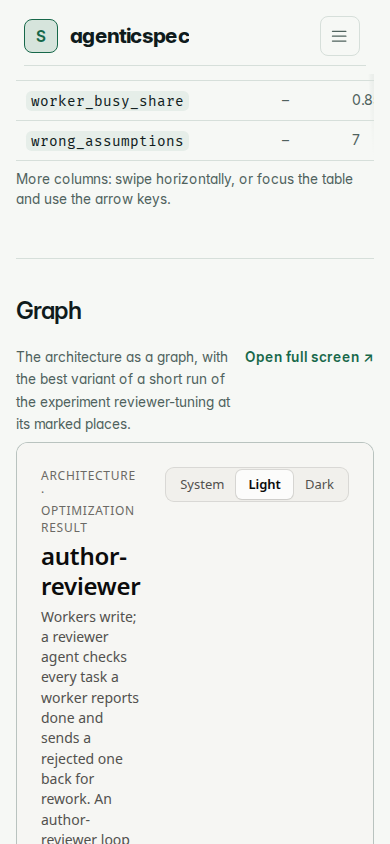 S agenticspec
worker_busy_share – 0.8
wrong_assumptions – 7
More columns: swipe horizontally, or focus the table
and use the arrow keys.
Graph
The architecture as a graph, with
the best variant of a short run of
the experiment reviewer-tuning at
its marked places.
Open full screen ↗
ARCHITECTURE
·
OPTIMIZATION
RESULT
System Light Dark
author-
reviewer
Workers write;
a reviewer
agent checks
every task a
worker reports
done and
sends a
rejected one
back for
rework. An
author-
reviewer loop